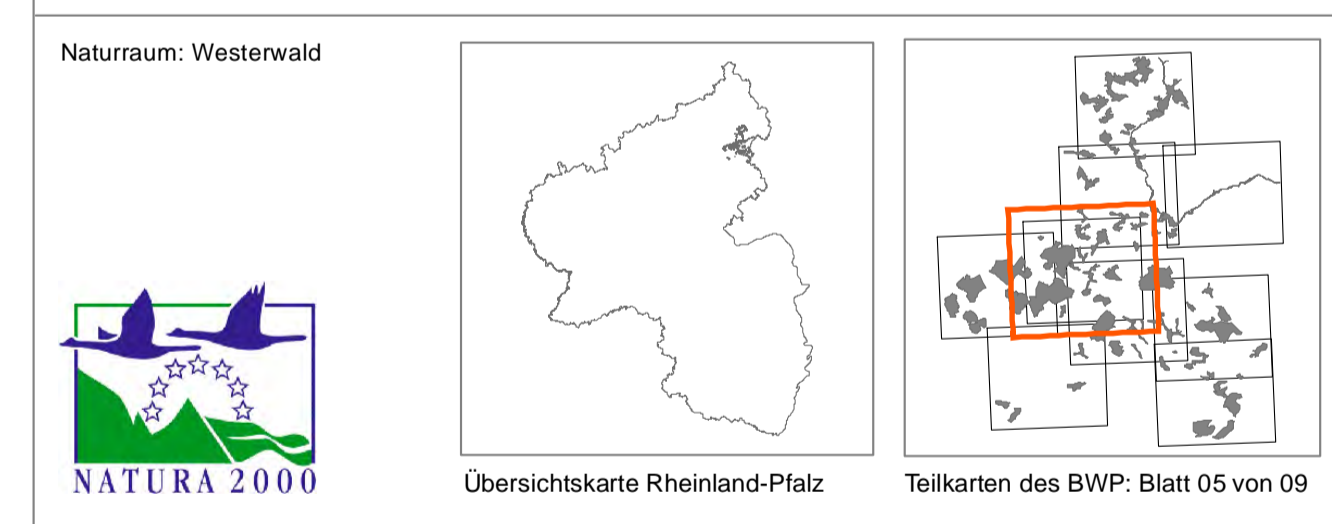 Naturraum: Westerwald
NATURA 2000
Übersichtskarte Rheinland-Pfalz
Teilkarten des BWP: Blatt 05 von 09